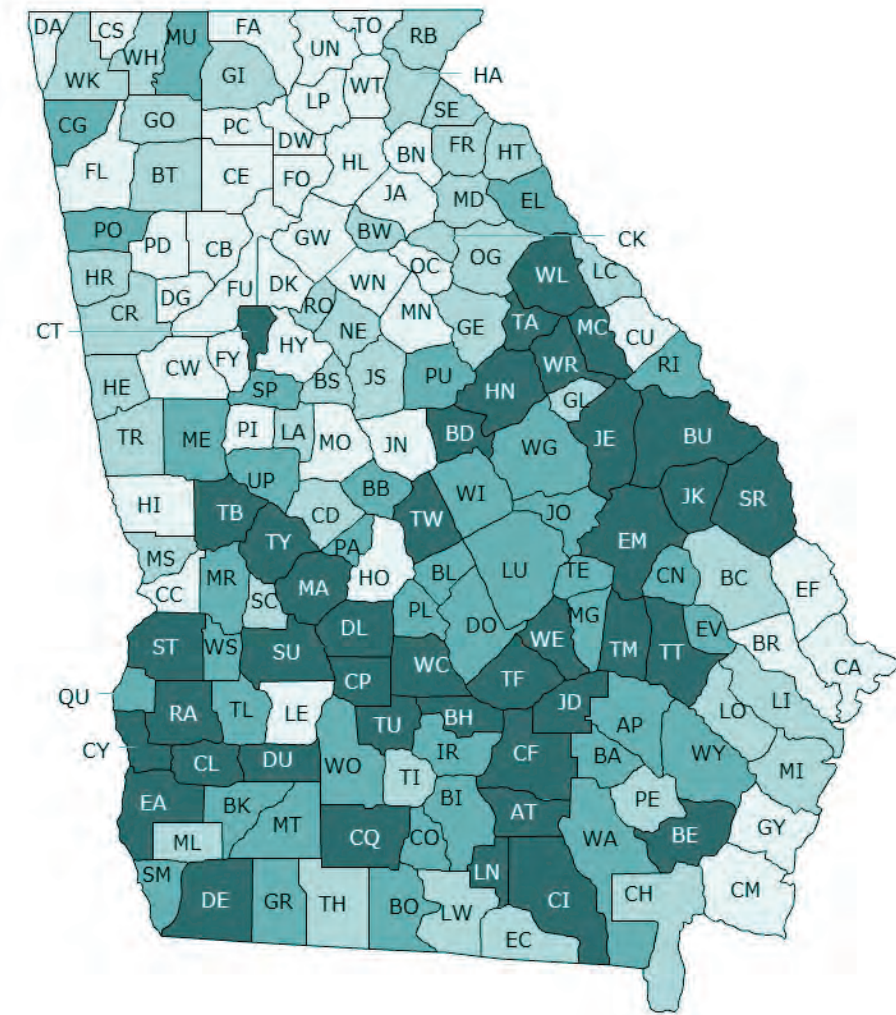 DA CS MU FA TO
UN RB
WH WK GI LP WT HA
SE
CG GO PC DW HL BN FR HT
FL BT CE FO JA MD EL
PO PD CB GW BW CK
HR DG FU DK WN OC OG WL LC
CR RO MN TA MC CU
CT HY NE GE WR RI
HE CW FY SP BS JS PU HN GL
TR ME PI LA MO JN BD WG JE BU
HI UP CD BB WI JK SR
TB TW JO
MS TY PA EM
CC MR SC MA HO BL LU TE CN BC EF
ST WS SU DL PL DO WE MG TM TT EV BR CA
QU CP WC TF LI
RA TL LE JD LO
CY TU BH AP
CL DU WO IR CF BA WY MI
EA BK TI BI PE GY
ML MT CQ CO AT WA BE
SM LN CM
DE GR TH BO LW CI CH
EC